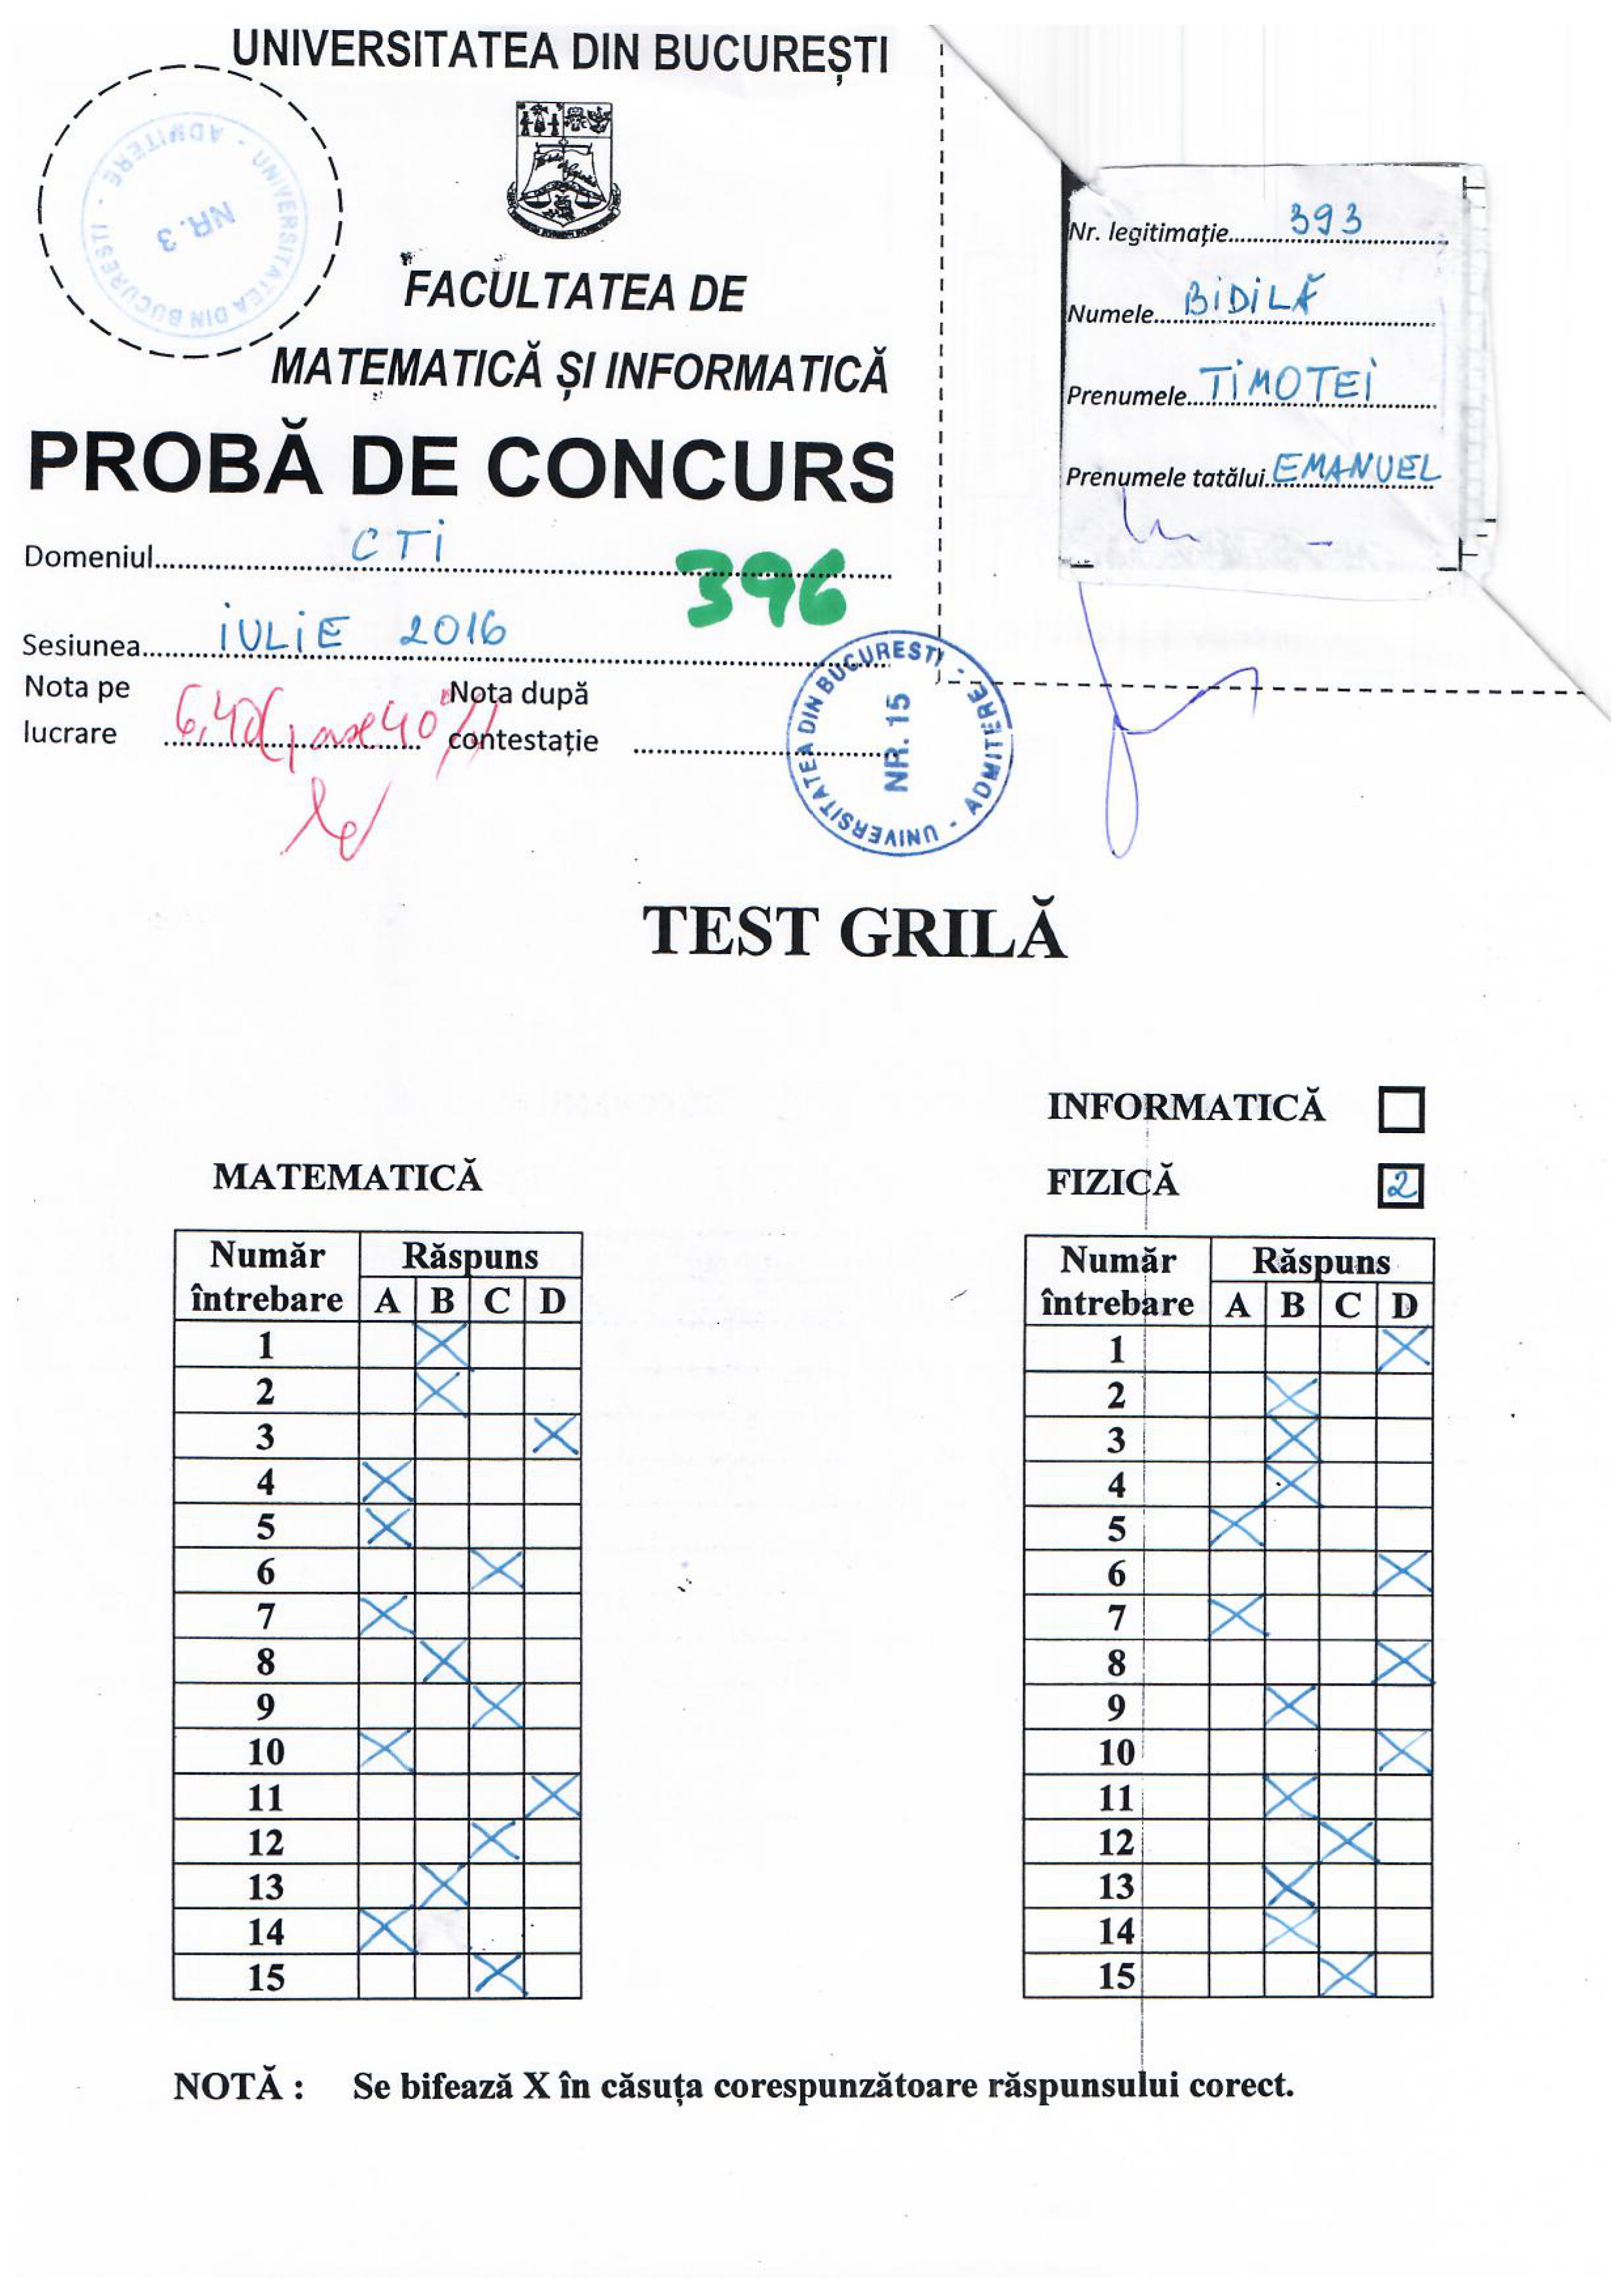 UNIVERSITATEA DIN BUCUREȘTI
UNIVERSITATEA DIN BUCURESTI - ADMITERE -
NR. 3
FACULTATEA DE
MATEMATICĂ ȘI INFORMATICĂ
PROBĂ DE CONCURS
Domeniul CTI
396
Sesiunea IULIE 2016
Nota pe lucrare 6,40 (șase 40%)
Nota după contestație
Nr. legitimație 393
Numele BIDILĂ
Prenumele TIMOTEI
Prenumele tatălui EMANUEL
UNIVERSITATEA DIN BUCURESTI - ADMITERE -
NR. 15
TEST GRILĂ
MATEMATICĂ
Număr întrebare Răspuns
A B C D
1 X
2 X
3 X
4 X
5 X
6 X
7 X
8 X
9 X
10 X
11 X
12 X
13 X
14 X
15 X
INFORMATICĂ
FIZICĂ 2
Număr întrebare Răspuns
A B C D
1 X
2 X
3 X
4 X
5 X
6 X
7 X
8 X
9 X
10 X
11 X
12 X
13 X
14 X
15 X
NOTĂ : Se bifează X în căsuța corespunzătoare răspunsului corect.